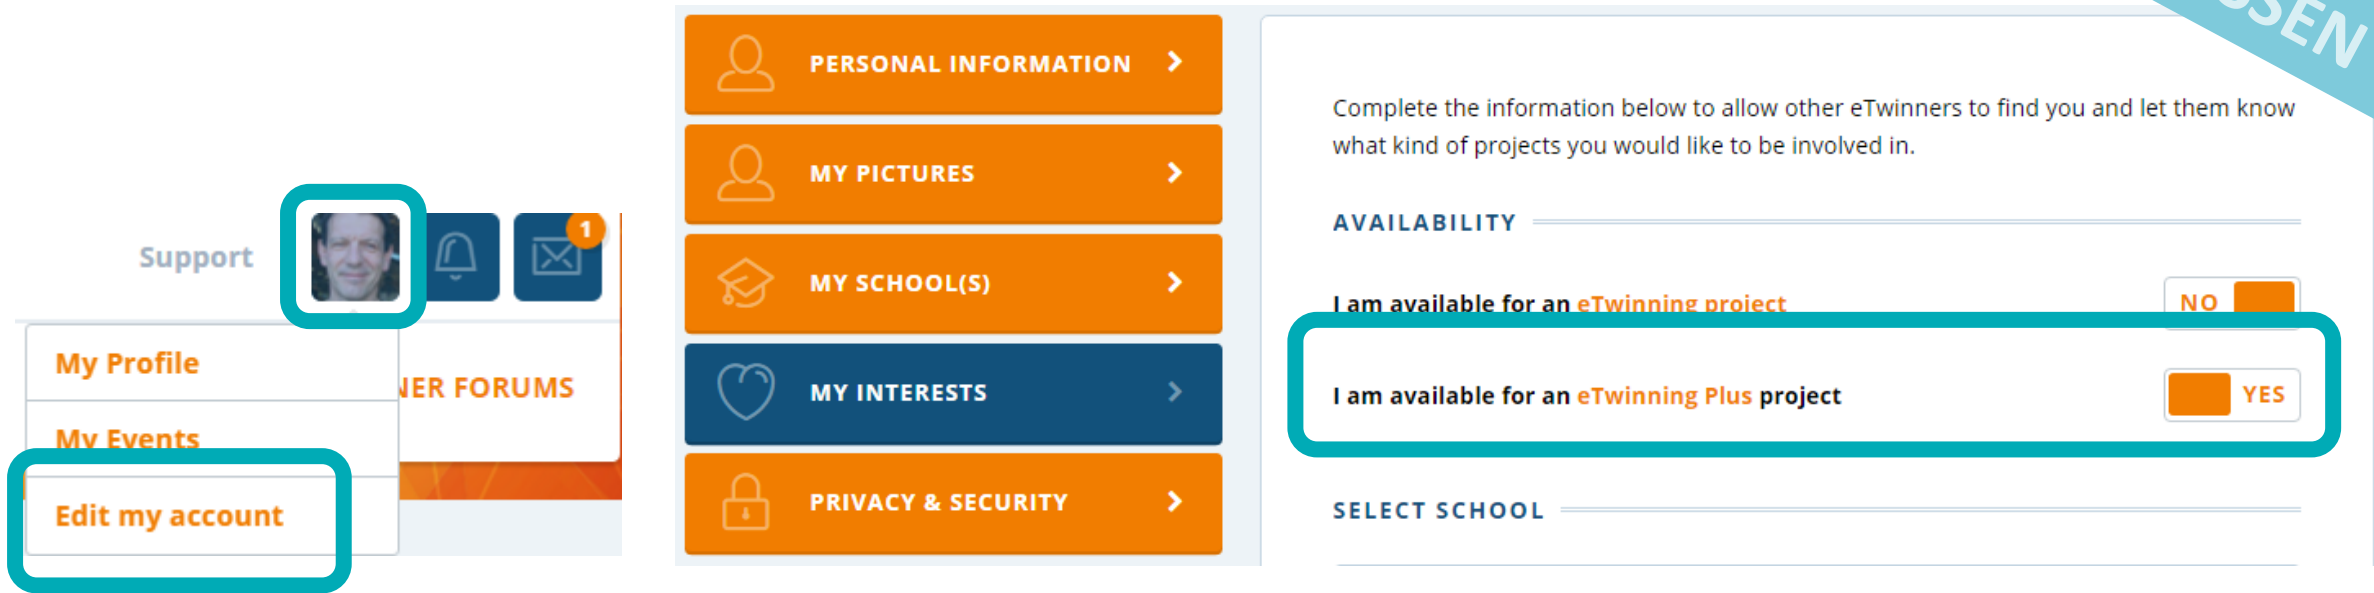 Support
1
My Profile
NER FORUMS
My Events
Edit my account
PERSONAL INFORMATION
MY PICTURES
MY SCHOOL(S)
MY INTERESTS
PRIVACY & SECURITY
Complete the information below to allow other eTwinners to find you and let them know
what kind of projects you would like to be involved in.
AVAILABILITY
I am available for an eTwinning project
NO
I am available for an eTwinning Plus project
YES
SELECT SCHOOL